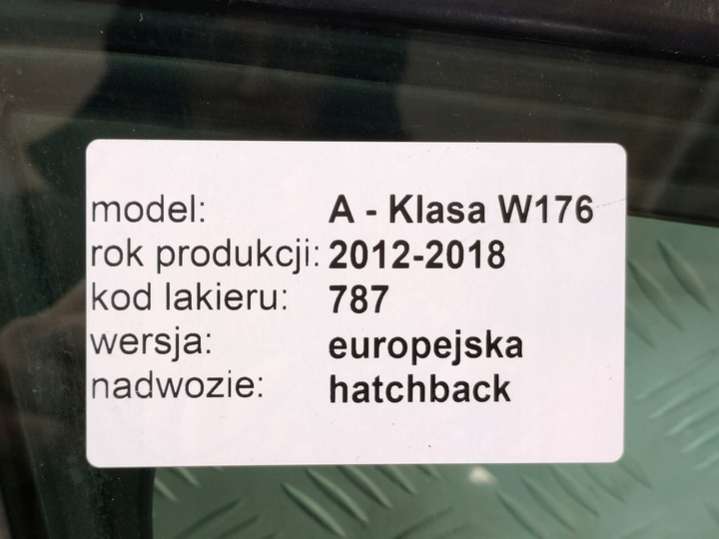 model: A - Klasa W176
rok produkcji: 2012-2018
kod lakieru: 787
wersja: europejska
nadwozie: hatchback